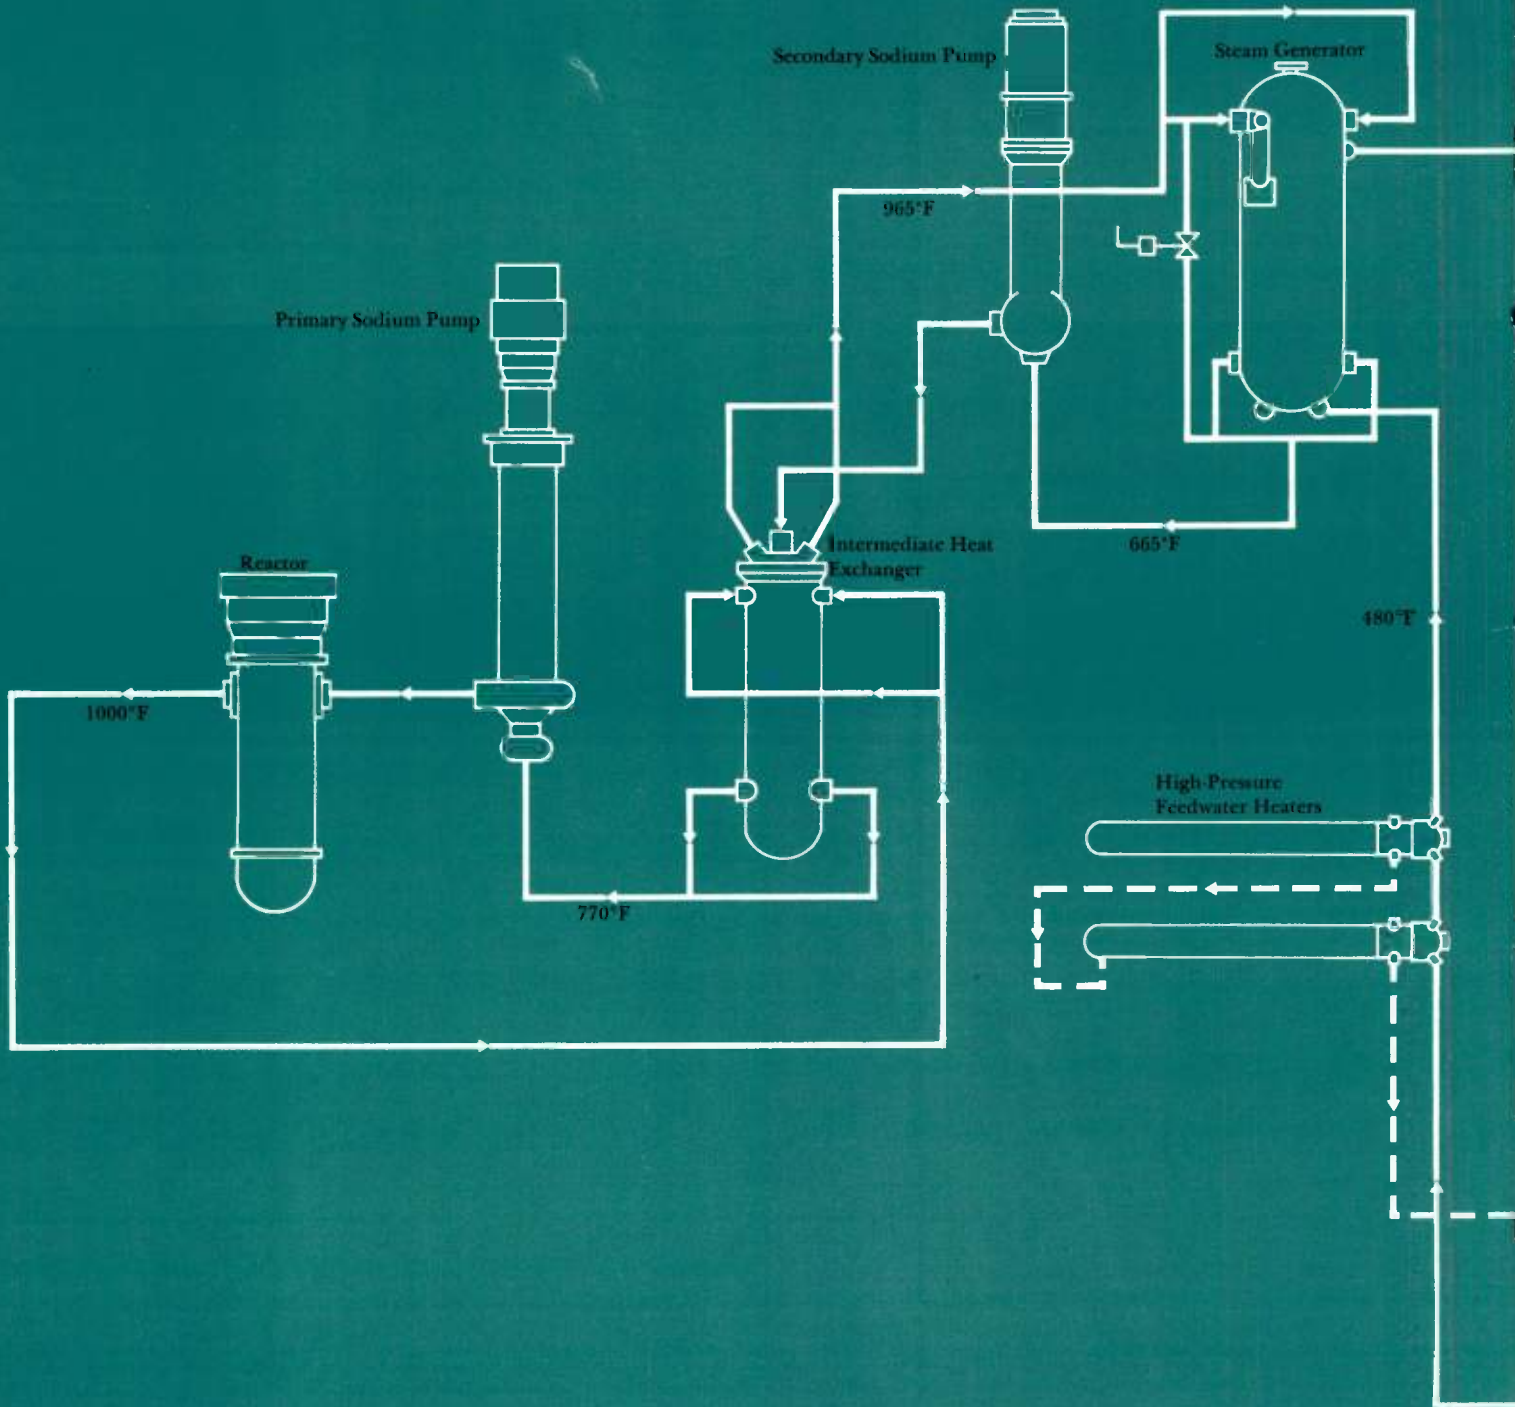 Secondary Sodium Pump
Steam Generator
965°F
Primary Sodium Pump
665°F
Intermediate Heat
Exchanger
Reactor
480°F
1000°F
High-Pressure
Feedwater Heaters
770°F